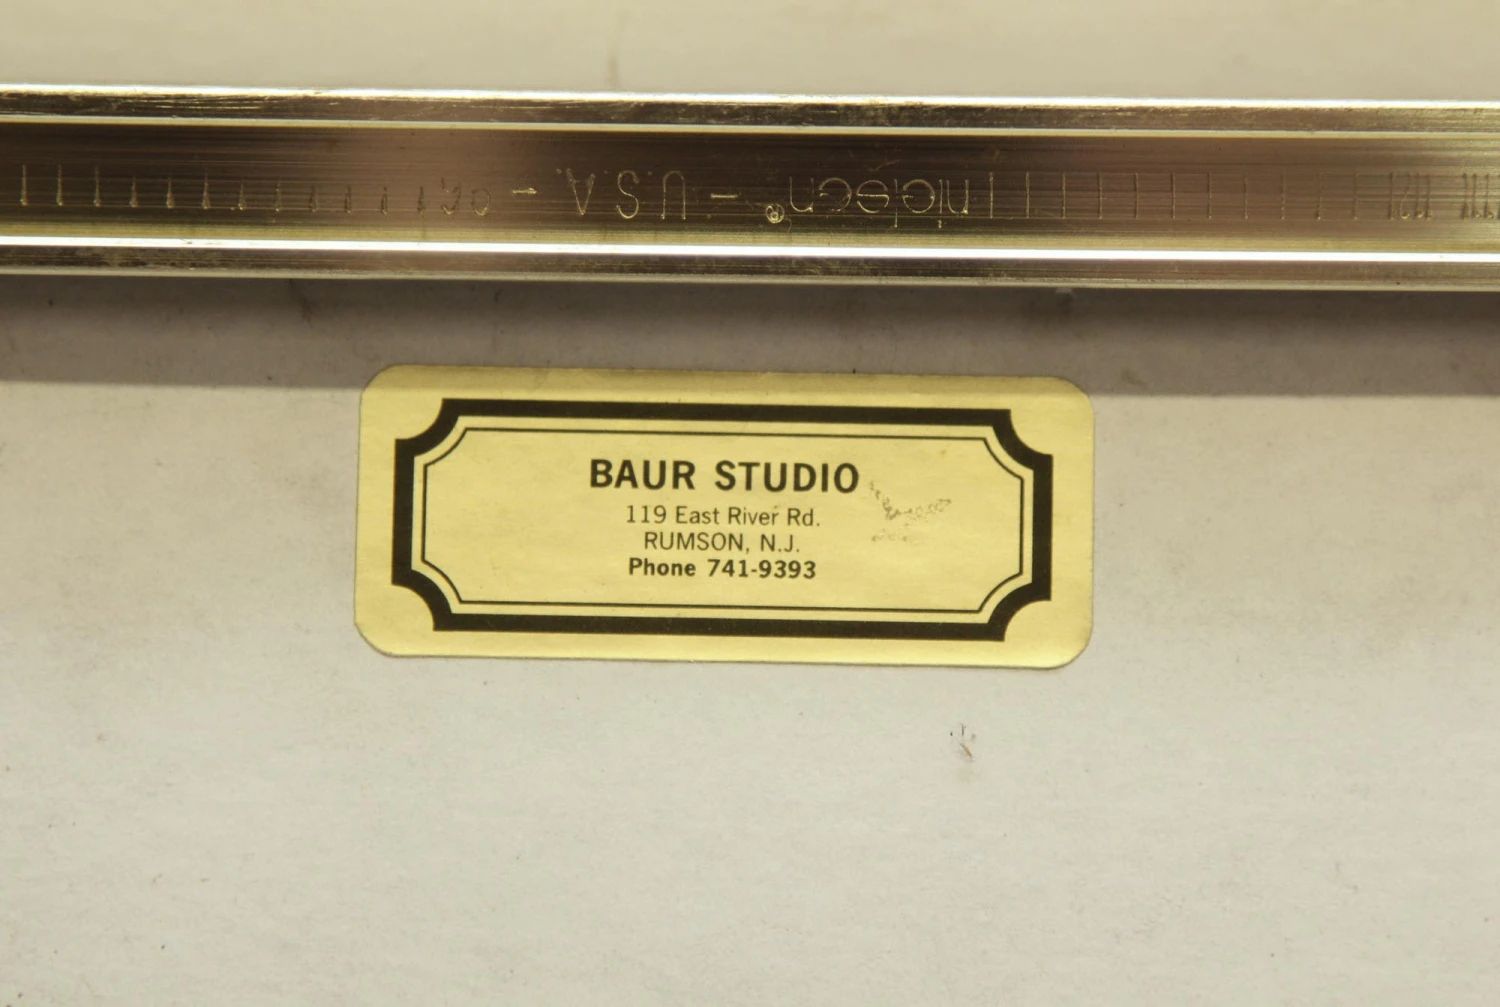 nielsen® – U.S.A. –
BAUR STUDIO
119 East River Rd.
RUMSON, N.J.
Phone 741-9393